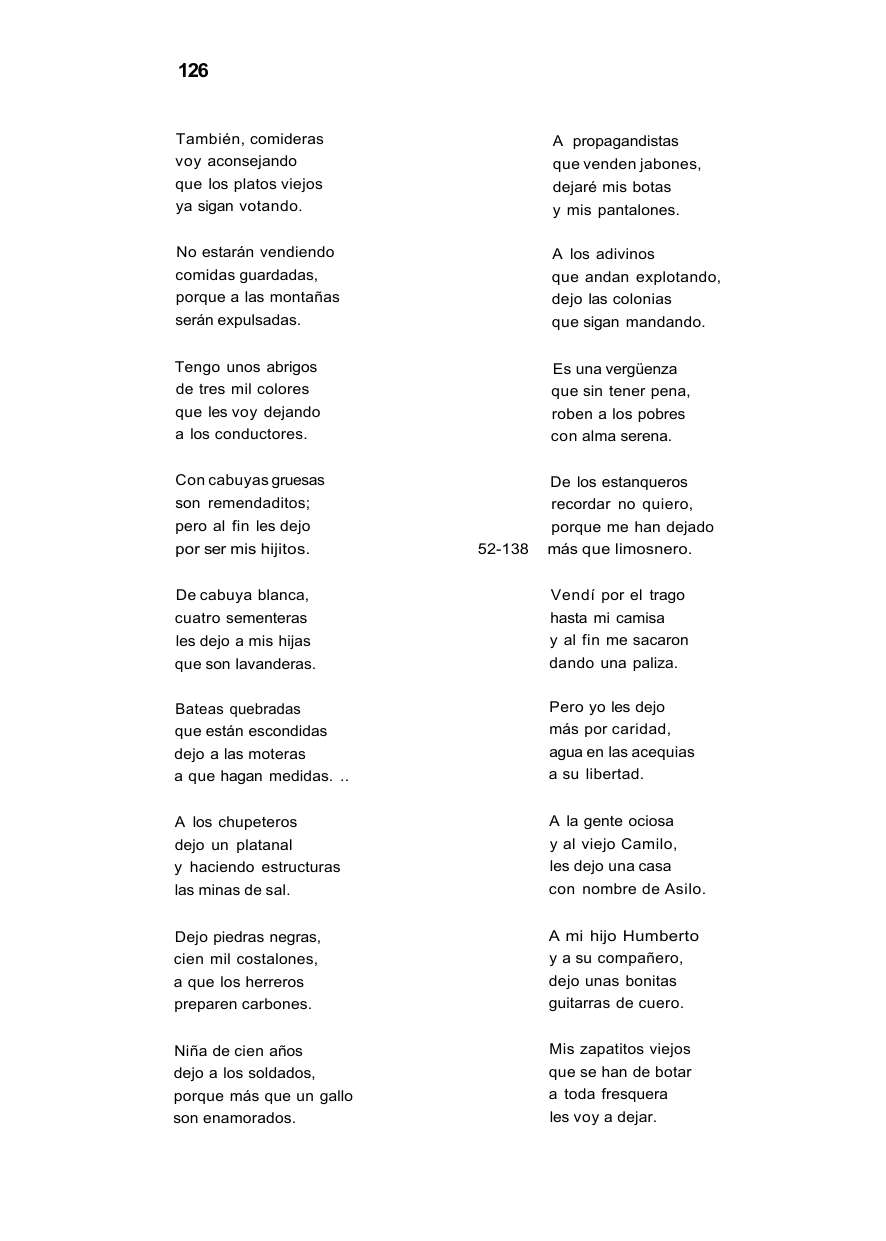 126
También, comideras
voy aconsejando
que los platos viejos
ya sigan votando.
No estarán vendiendo
comidas guardadas,
porque a las montañas
serán expulsadas.
Tengo unos abrigos
de tres mil colores
que les voy dejando
a los conductores.
Con cabuyas gruesas
son remendaditos;
pero al fin les dejo
por ser mis hijitos.
De cabuya blanca,
cuatro sementeras
les dejo a mis hijas
que son lavanderas.
Bateas quebradas
que están escondidas
dejo a las moteras
a que hagan medidas. ..
A los chupeteros
dejo un platanal
y haciendo estructuras
las minas de sal.
Dejo piedras negras,
cien mil costalones,
a que los herreros
preparen carbones.
Niña de cien años
dejo a los soldados,
porque más que un gallo
son enamorados.
A propagandistas
que venden jabones,
dejaré mis botas
y mis pantalones.
A los adivinos
que andan explotando,
dejo las colonias
que sigan mandando.
Es una vergüenza
que sin tener pena,
roben a los pobres
con alma serena.
De los estanqueros
recordar no quiero,
porque me han dejado
52-138 más que limosnero.
Vendí por el trago
hasta mi camisa
y al fin me sacaron
dando una paliza.
Pero yo les dejo
más por caridad,
agua en las acequias
a su libertad.
A la gente ociosa
y al viejo Camilo,
les dejo una casa
con nombre de Asilo.
A mi hijo Humberto
y a su compañero,
dejo unas bonitas
guitarras de cuero.
Mis zapatitos viejos
que se han de botar
a toda fresquera
les voy a dejar.